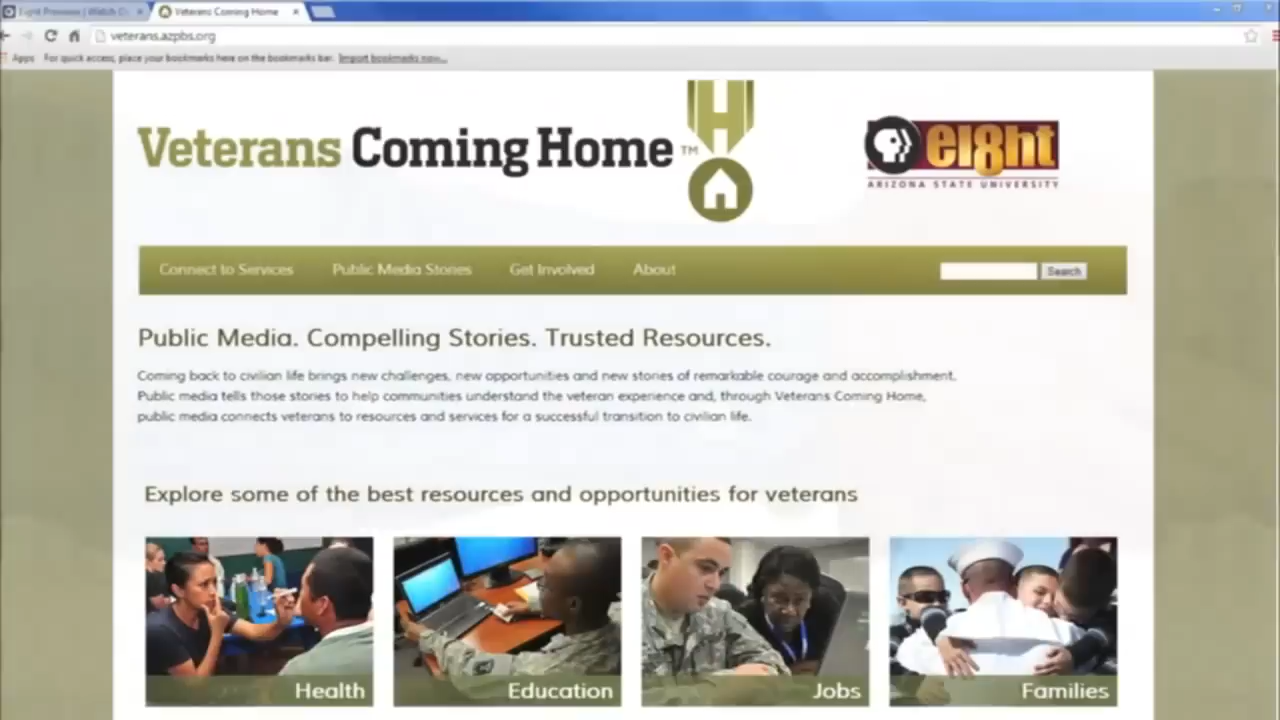 Veterans Coming Home
veterans.azpbs.org
Apps For quick access, place your bookmarks here on the bookmarks bar. Import bookmarks now...
Veterans Coming Home TM
H
ei8ht
ARIZONA STATE UNIVERSITY
Connect to Services Public Media Stories Get Involved About Search
Public Media. Compelling Stories. Trusted Resources.
Coming back to civilian life brings new challenges, new opportunities and new stories of remarkable courage and accomplishment.
Public media tells those stories to help communities understand the veteran experience and, through Veterans Coming Home,
public media connects veterans to resources and services for a successful transition to civilian life.
Explore some of the best resources and opportunities for veterans
Health Education Jobs Families